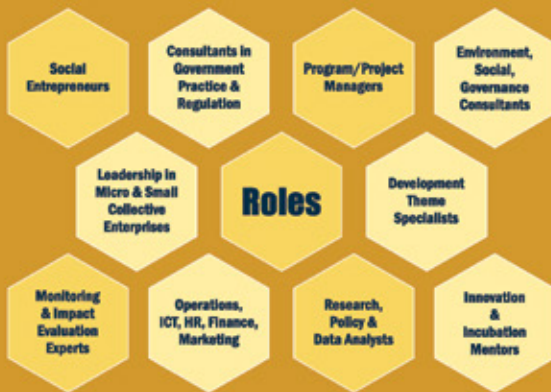 Social
Entrepreneurs
Consultants in
Government
Practice &
Regulation
Program/Project
Managers
Environment,
Social,
Governance
Consultants
Leadership in
Micro & Small
Collective
Enterprises
Roles
Development
Theme
Specialists
Monitoring
& Impact
Evaluation
Experts
Operations,
ICT, HR, Finance,
Marketing
Research,
Policy &
Data Analysts
Innovation
&
Incubation
Mentors